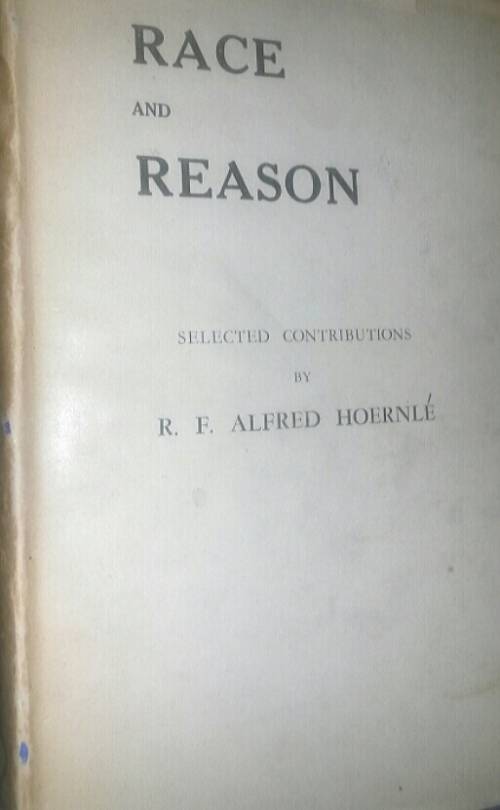 RACE
AND
REASON
SELECTED CONTRIBUTIONS
BY
R. F. ALFRED HOERNLÉ